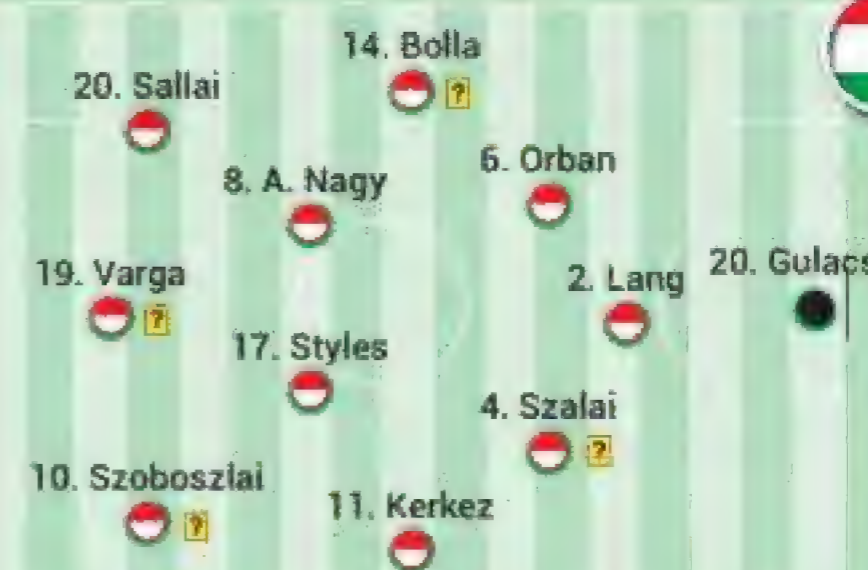 14. Bolla
?
20. Sallai
6. Orban
8. A. Nagy
19. Varga
?
2. Lang
20. Gulacs
17. Styles
4. Szalai
?
10. Szoboszlai
?
11. Kerkez